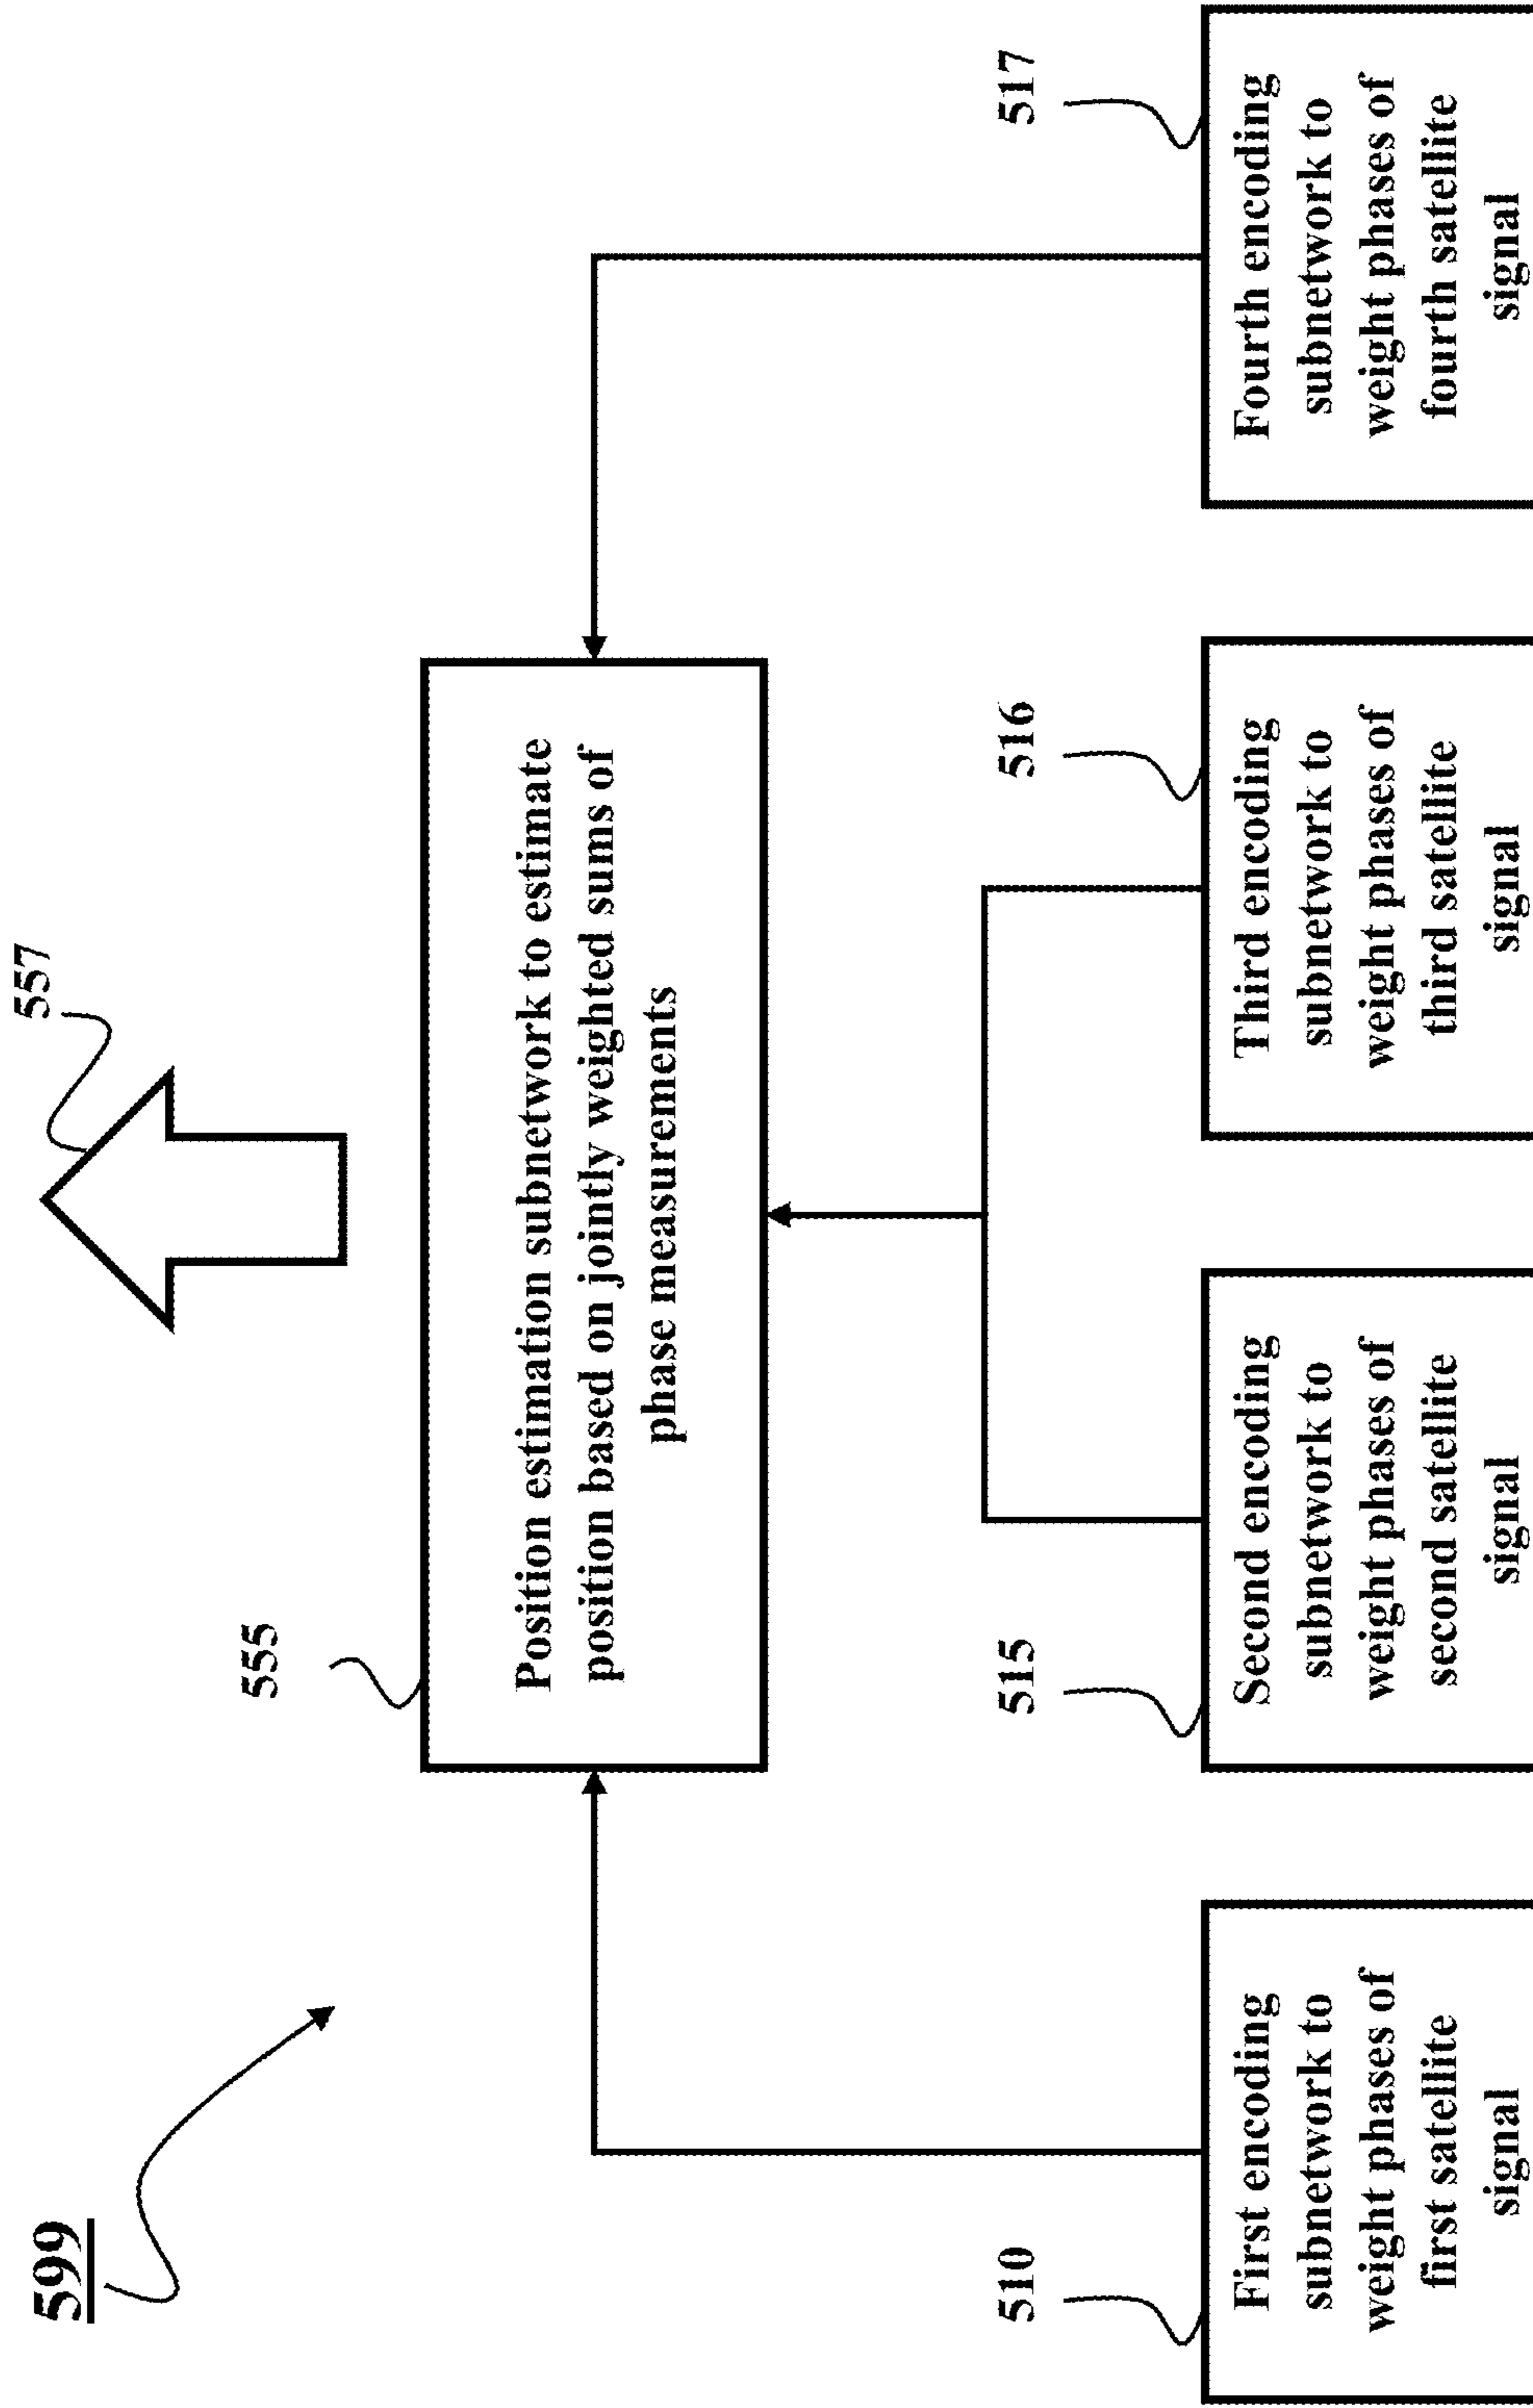 599
557
555
Position estimation subnetwork to estimate
position based on jointly weighted sums of
phase measurements
510
515
516
517
First encoding
subnetwork to
weight phases of
first satellite
signal
Second encoding
subnetwork to
weight phases of
second satellite
signal
Third encoding
subnetwork to
weight phases of
third satellite
signal
Fourth encoding
subnetwork to
weight phases of
fourth satellite
signal